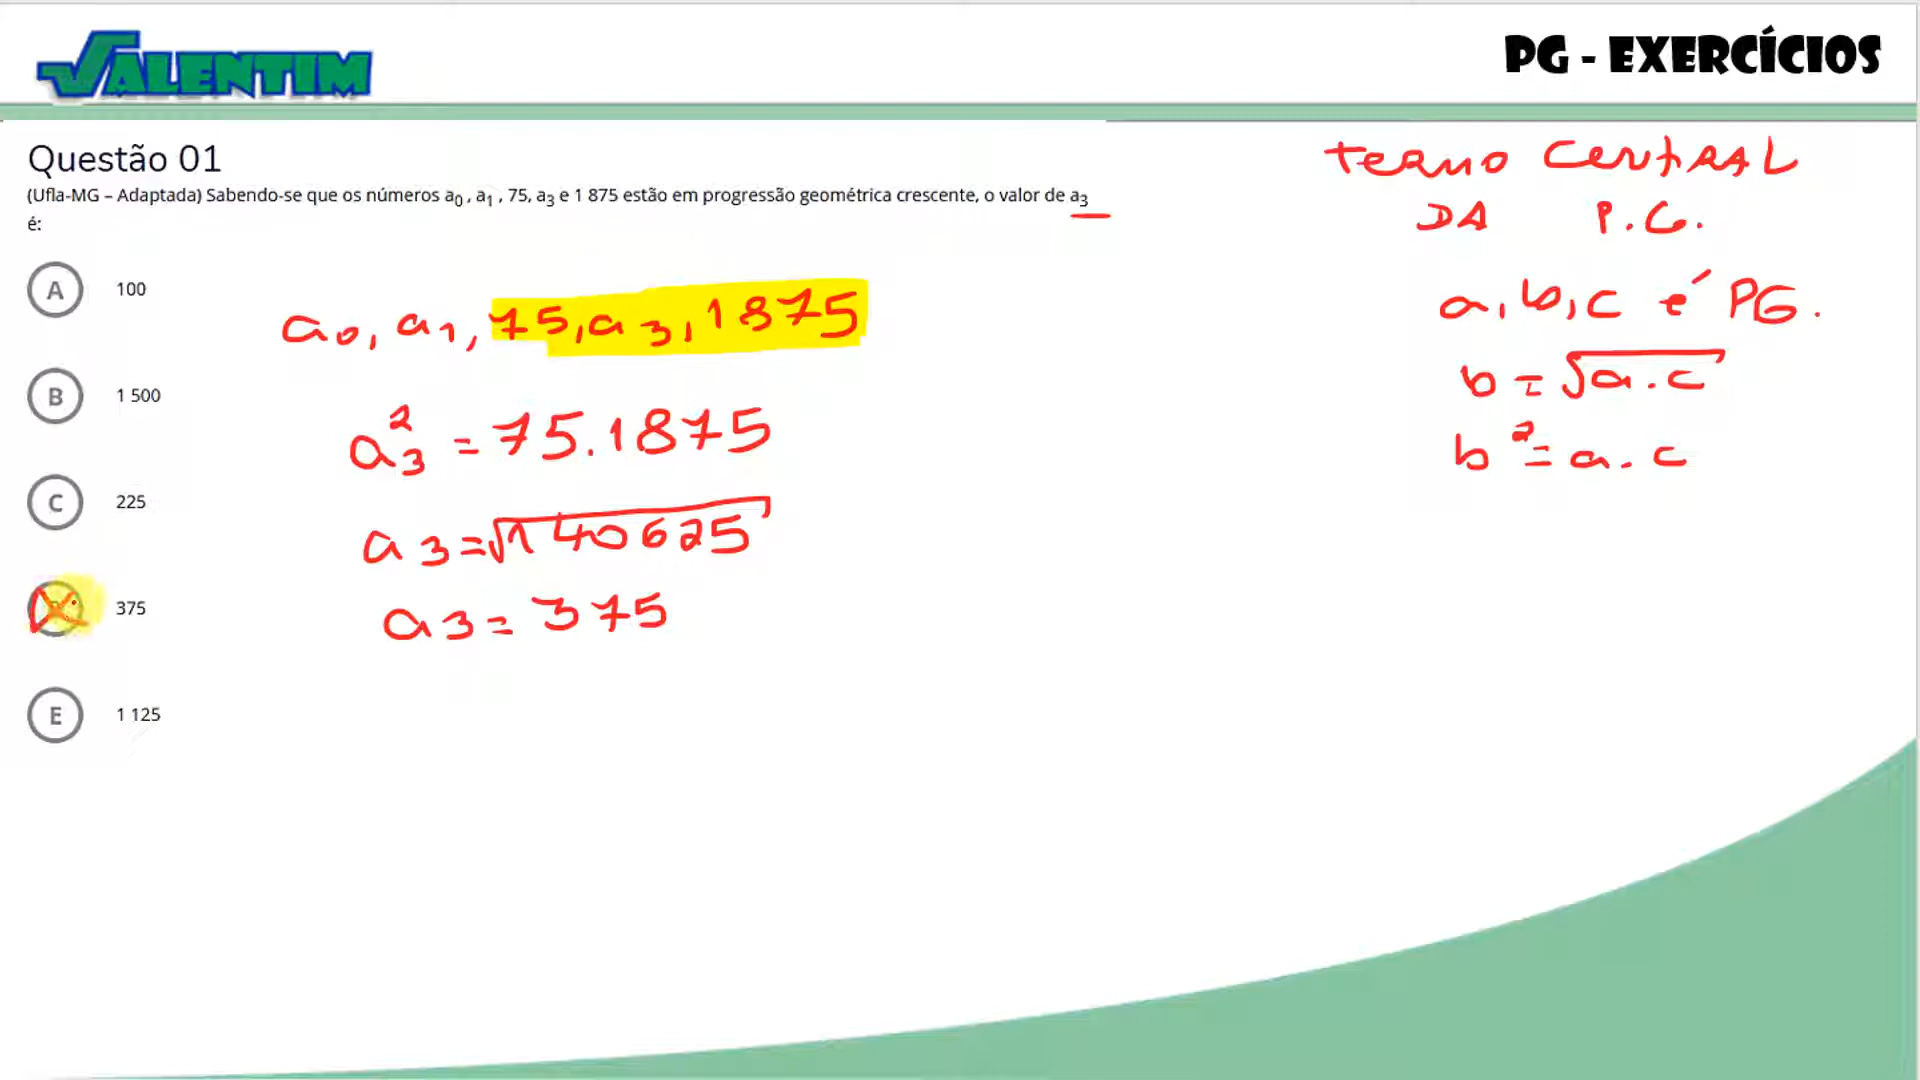 VALENTIM
PG - EXERCÍCIOS
Questão 01
(Ufla-MG – Adaptada) Sabendo-se que os números a₀ , a₁ , 75, a₃ e 1 875 estão em progressão geométrica crescente, o valor de a₃
é:
A 100
B 1 500
C 225
375
E 1 125
a₀, a₁, 75, a₃, 1875
a₃² = 75.1875
a₃ = √140625
a₃ = 375
TERMO CENTRAL
DA P.G.
a, b, c é PG.
b = √a.c
b² = a.c